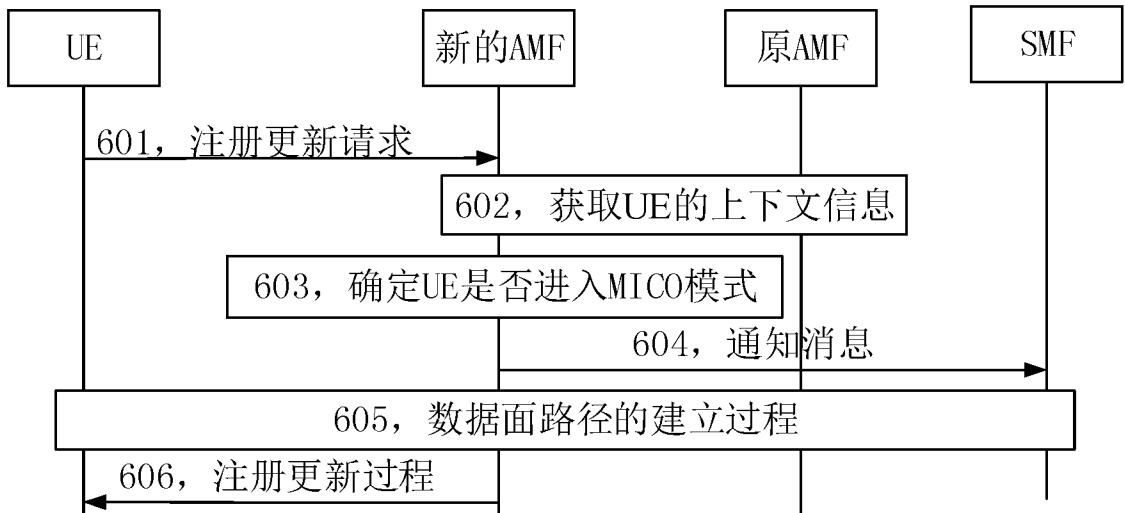 UE
新的AMF
原AMF
SMF
601，注册更新请求
602，获取UE的上下文信息
603，确定UE是否进入MICO模式
604，通知消息
605，数据面路径的建立过程
606，注册更新过程